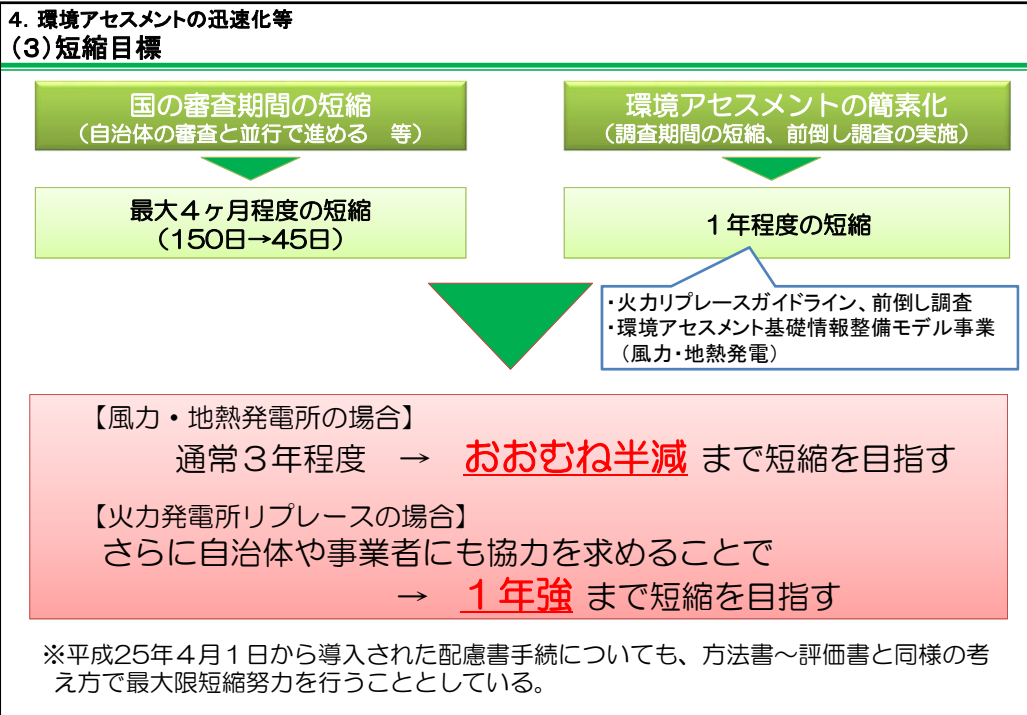 4．環境アセスメントの迅速化等
（3）短縮目標
国の審査期間の短縮
（自治体の審査と並行で進める　等）
最大４ヶ月程度の短縮
（150日→45日）
環境アセスメントの簡素化
（調査期間の短縮、前倒し調査の実施）
１年程度の短縮
・火力リプレースガイドライン、前倒し調査
・環境アセスメント基礎情報整備モデル事業
（風力・地熱発電）
【風力・地熱発電所の場合】
通常３年程度　→　おおむね半減 まで短縮を目指す
【火力発電所リプレースの場合】
さらに自治体や事業者にも協力を求めることで
→　１年強 まで短縮を目指す
※平成25年４月１日から導入された配慮書手続についても、方法書～評価書と同様の考
え方で最大限短縮努力を行うこととしている。